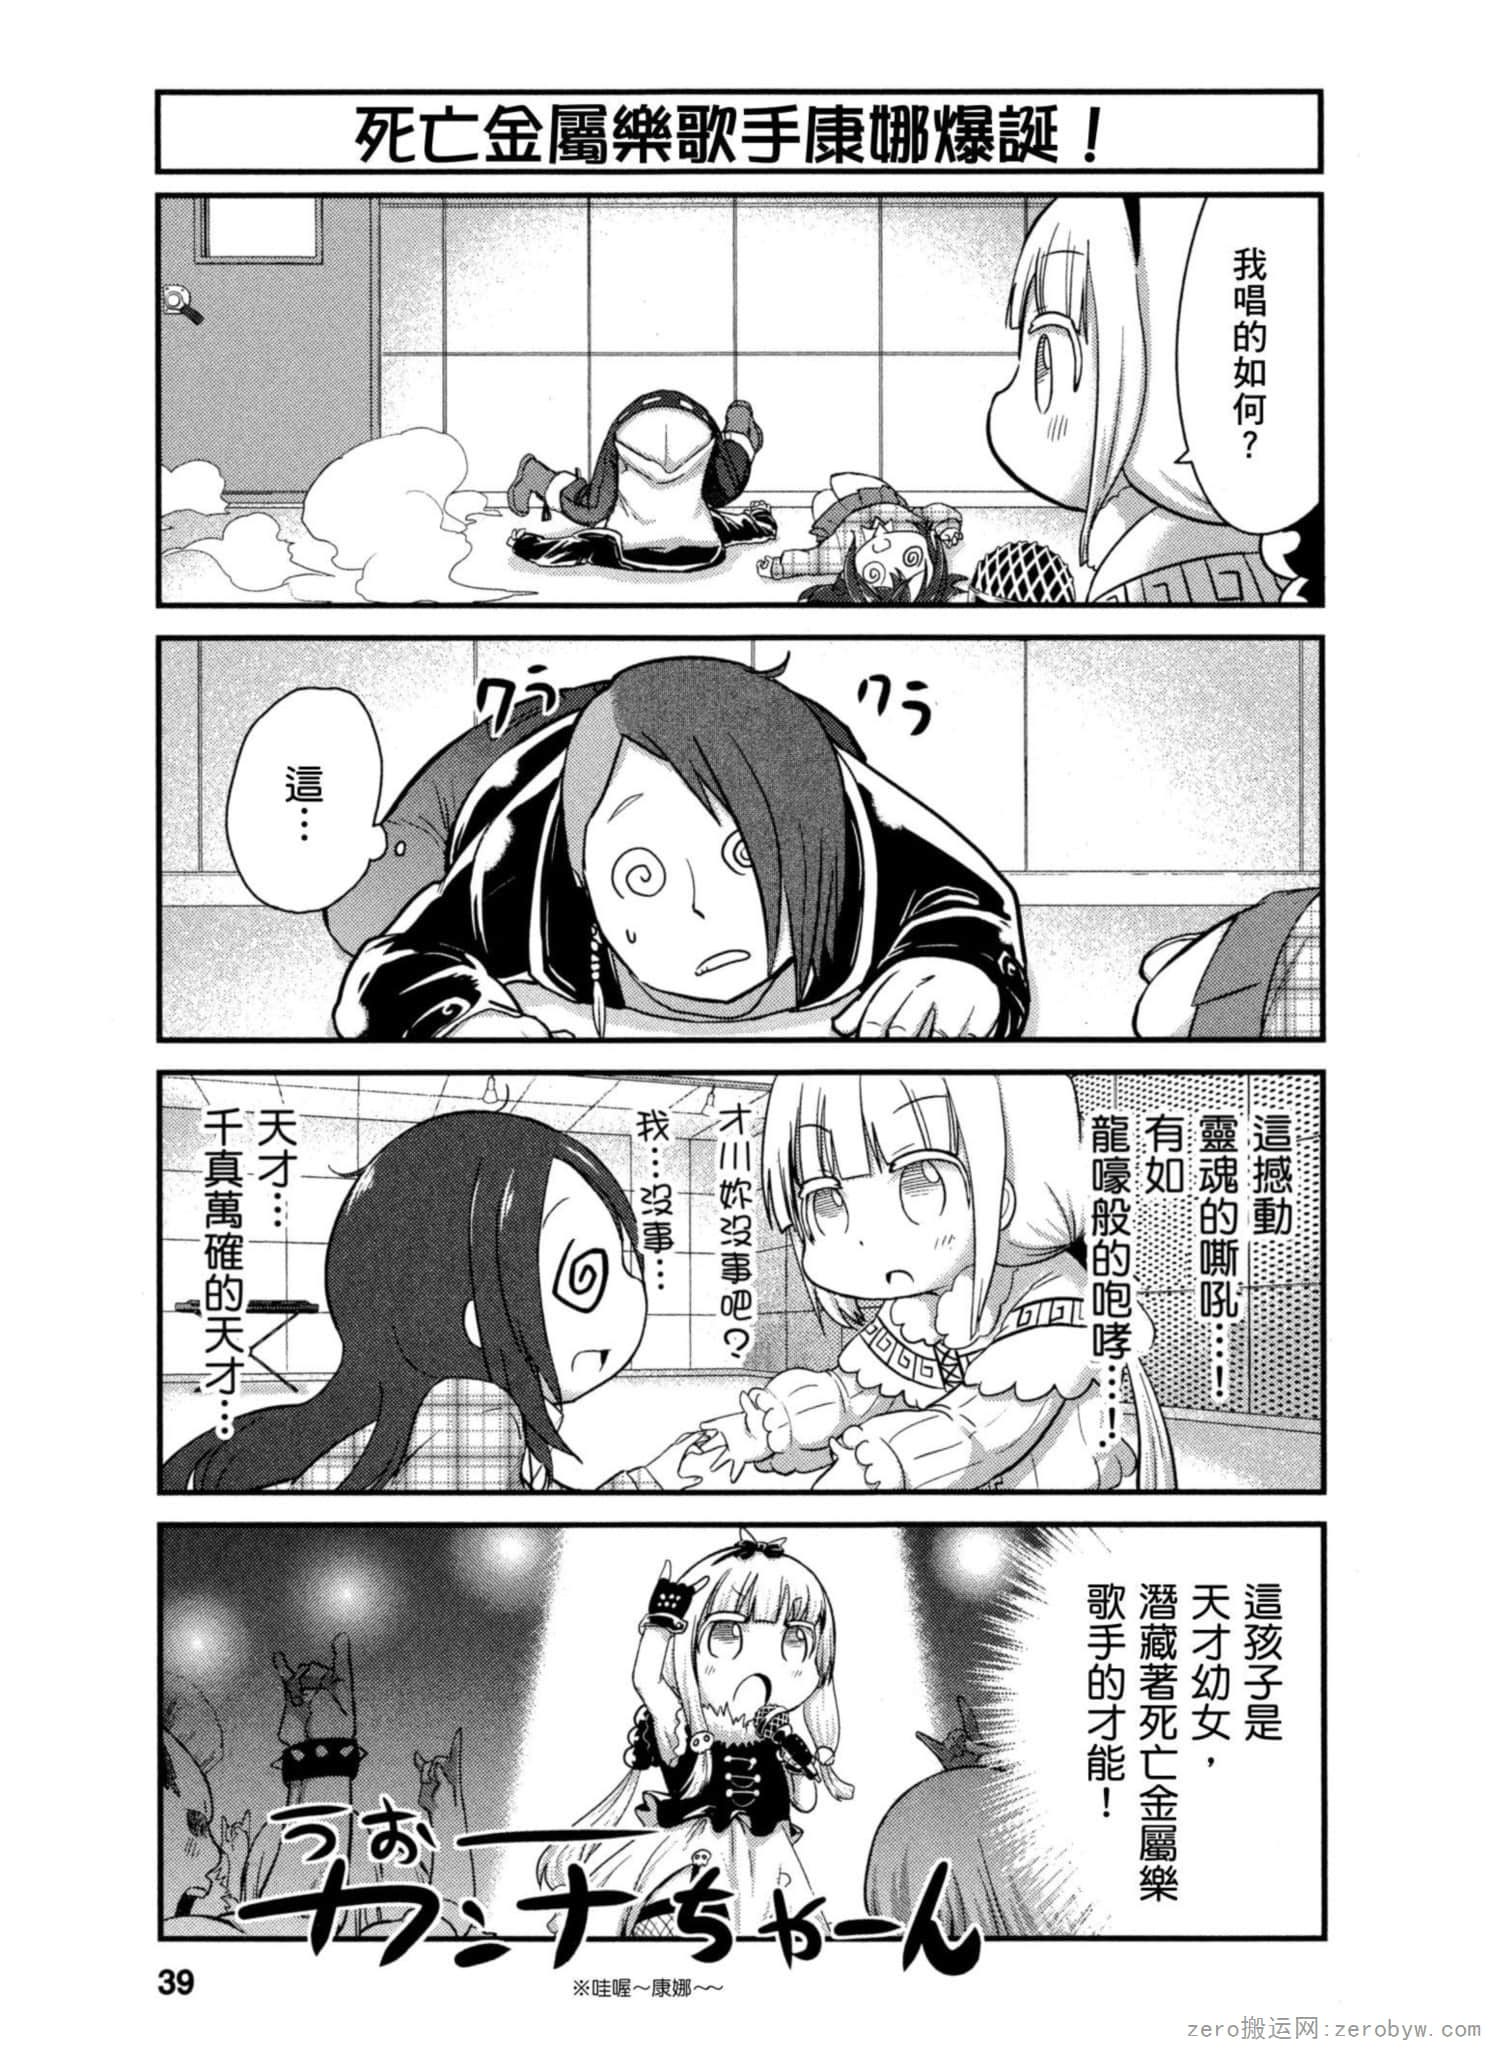 死亡金屬樂歌手康娜爆誕！
我唱的如何？
クラ
クラ
這…
這撼動
靈魂的嘶吼…！
有如
龍嚎般的咆哮…！
才川妳沒事吧？
我…沒事…
天才…
千真萬確的天才…
這孩子是
天才幼女，
潛藏著死亡金屬樂
歌手的才能！
うおーー
カンナーちゃーん
※哇喔～康娜～～
39
zero搬运网:zerobyw.com